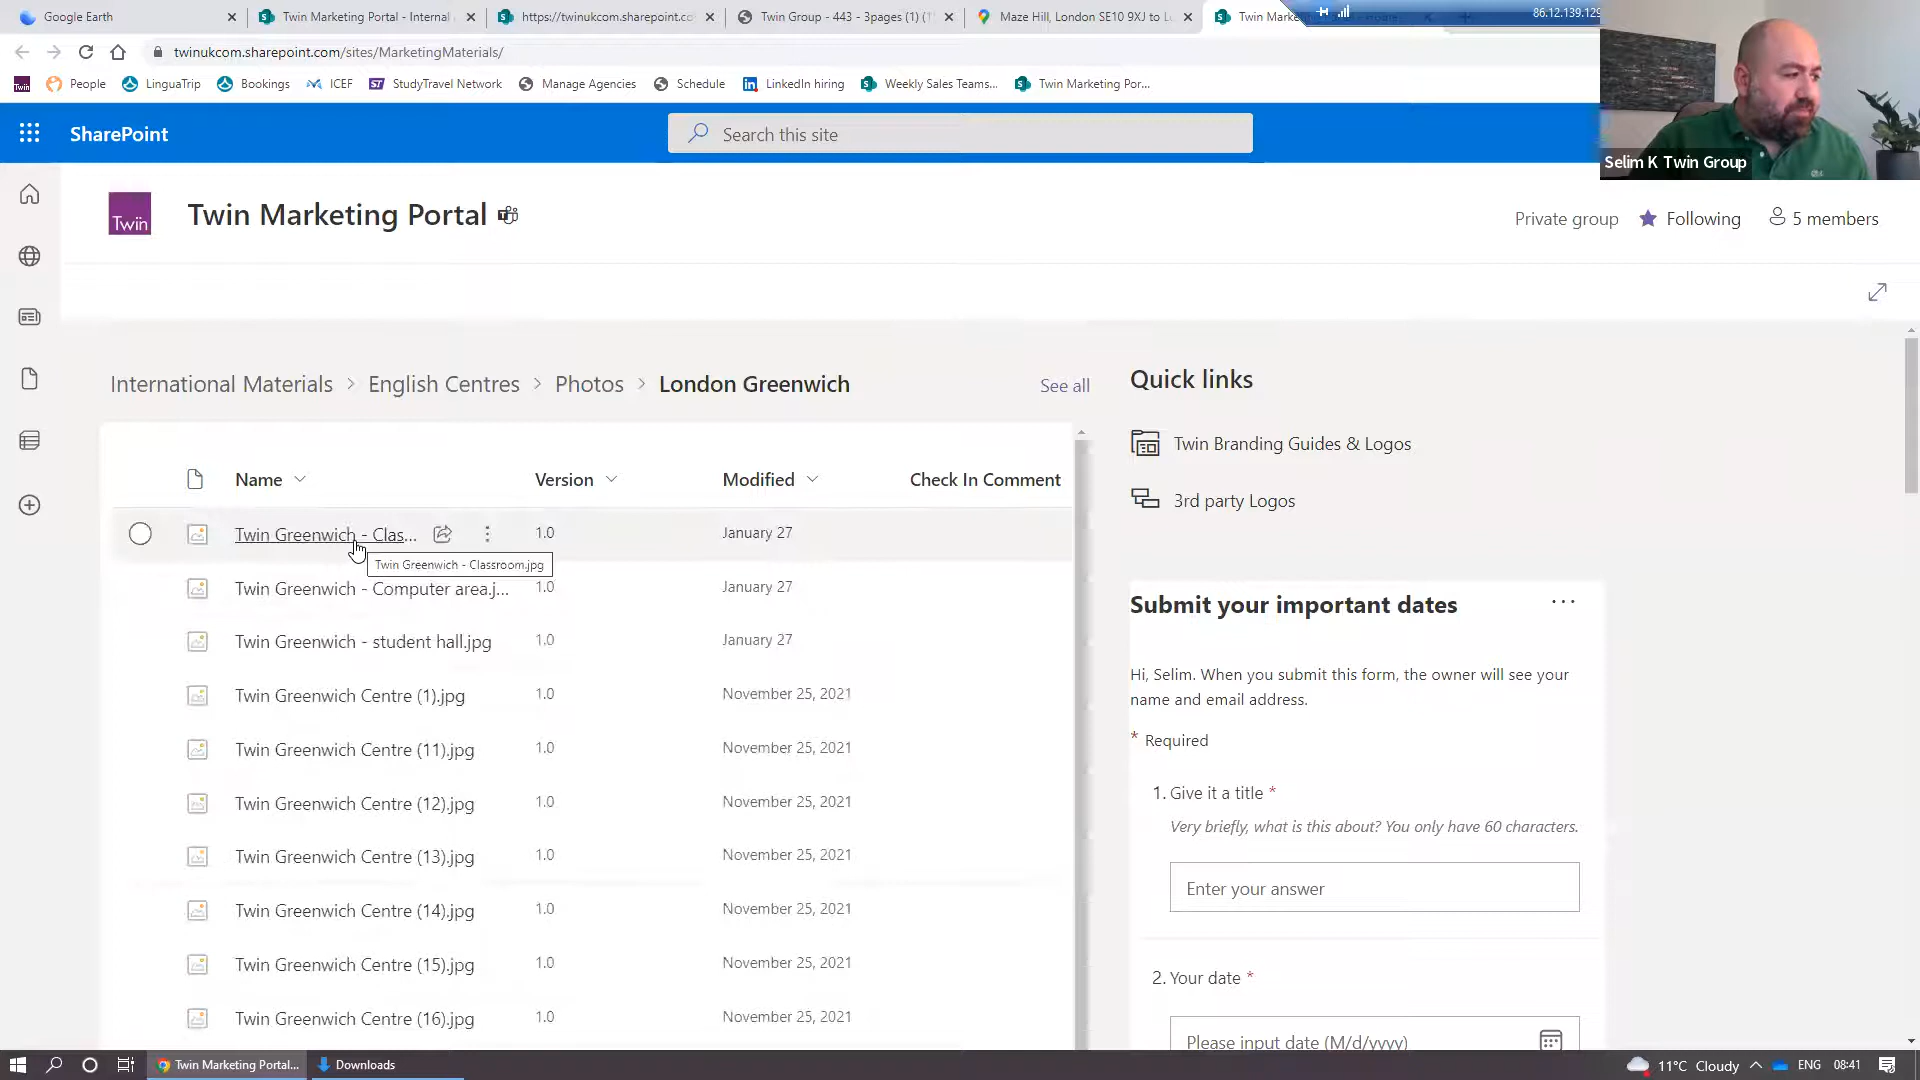 Google Earth
Twin Marketing Portal - Internal
https://twinukcom.sharepoint.co
Twin Group - 443 - 3pages (1) (1
Maze Hill, London SE10 9XJ to L
86.12.139.129
twinukcom.sharepoint.com/sites/MarketingMaterials/
Twin
People
LinguaTrip
Bookings
ICEF
ST
StudyTravel Network
Manage Agencies
Schedule
LinkedIn hiring
Weekly Sales Teams...
Twin Marketing Por...
SharePoint
Search this site
Selim K Twin Group
Twin
Twin Marketing Portal
Private group
Following
5 members
International Materials > English Centres > Photos > London Greenwich
See all
Name
Version
Modified
Check In Comment
Twin Greenwich - Clas...
1.0
January 27
Twin Greenwich - Classroom.jpg
Twin Greenwich - Computer area.j...
1.0
January 27
Twin Greenwich - student hall.jpg
1.0
January 27
Twin Greenwich Centre (1).jpg
1.0
November 25, 2021
Twin Greenwich Centre (11).jpg
1.0
November 25, 2021
Twin Greenwich Centre (12).jpg
1.0
November 25, 2021
Twin Greenwich Centre (13).jpg
1.0
November 25, 2021
Twin Greenwich Centre (14).jpg
1.0
November 25, 2021
Twin Greenwich Centre (15).jpg
1.0
November 25, 2021
Twin Greenwich Centre (16).jpg
1.0
November 25, 2021
Quick links
Twin Branding Guides & Logos
3rd party Logos
Submit your important dates
Hi, Selim. When you submit this form, the owner will see your
name and email address.
* Required
1. Give it a title *
Very briefly, what is this about? You only have 60 characters.
Enter your answer
2. Your date *
Please input date (M/d/yyyy)
Twin Marketing Portal...
Downloads
11°C Cloudy
ENG
08:41